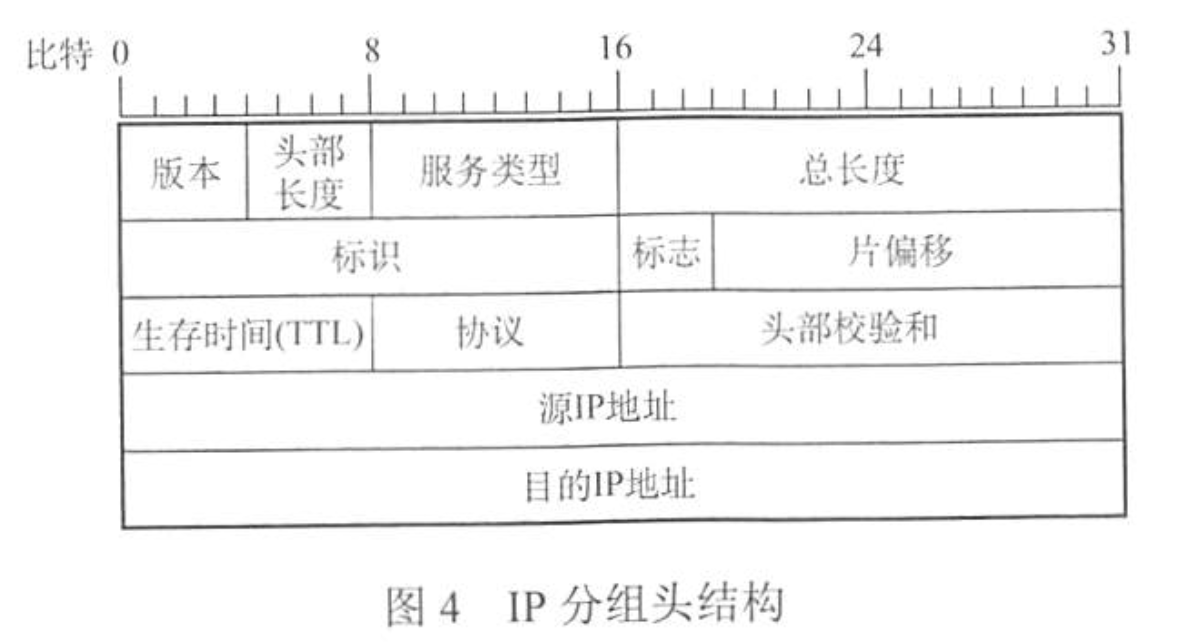 比特 0 8 16 24 31
版本 头部长度 服务类型 总长度
标识 标志 片偏移
生存时间(TTL) 协议 头部校验和
源IP地址
目的IP地址
图 4 IP 分组头结构